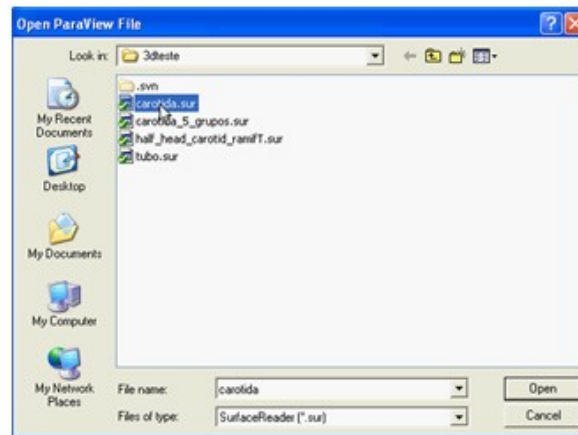 Open ParaView File
Look in: 3dteste
.svn
carotida.sur
carotida_5_grupos.sur
half_head_carotid_ramifT.sur
tubo.sur
My Recent
Documents
Desktop
My Documents
My Computer
My Network
Places
File name: carotida Open
Files of type: SurfaceReader (*.sur) Cancel